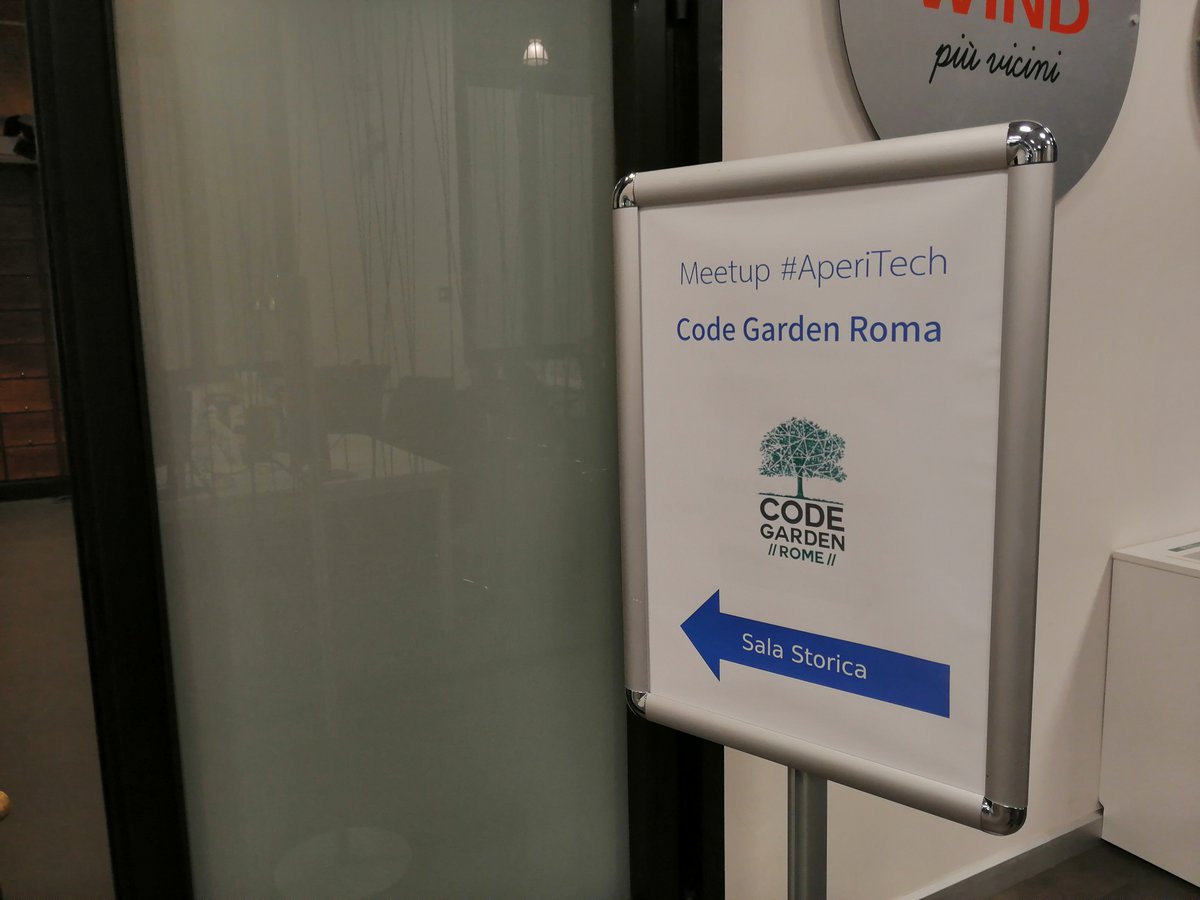 WIND
più vicini
Meetup #AperiTech
Code Garden Roma
CODE
GARDEN
//ROME//
Sala Storica